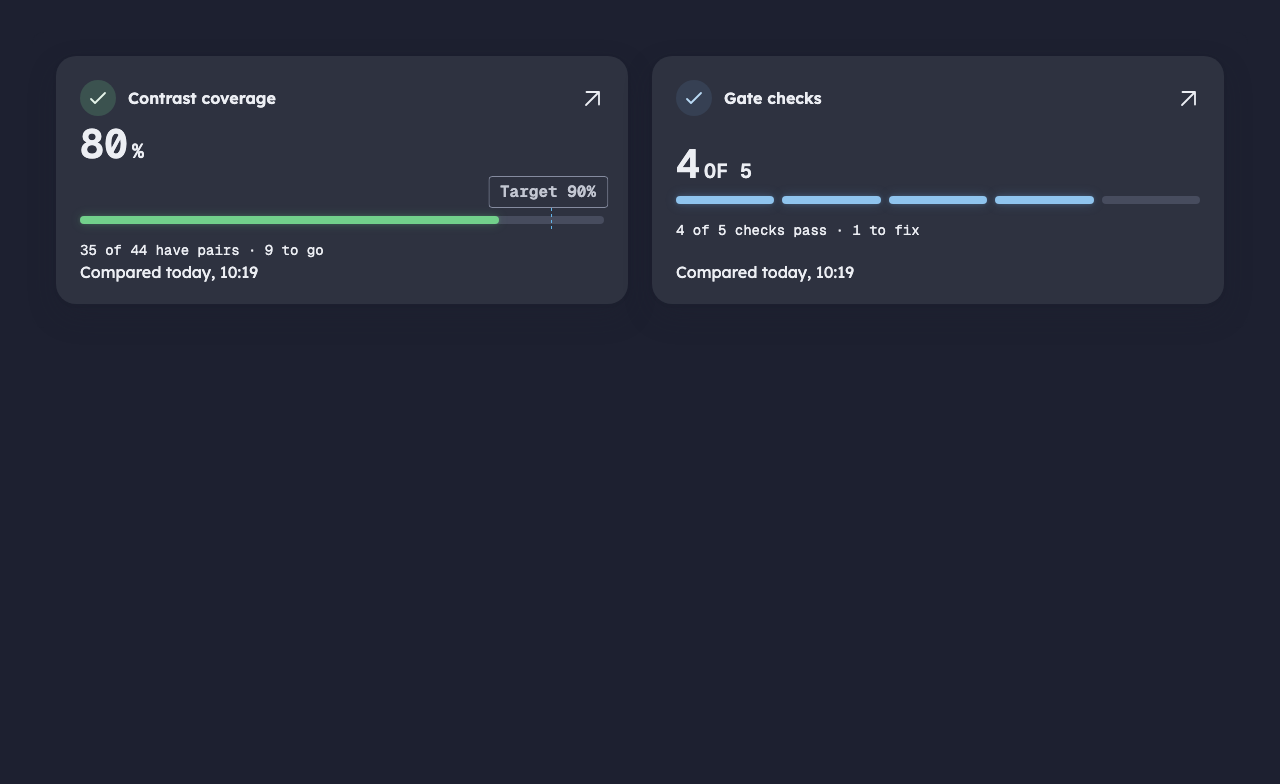 Contrast coverage
80%
Target 90%
35 of 44 have pairs · 9 to go
Compared today, 10:19
Gate checks
4 OF 5
4 of 5 checks pass · 1 to fix
Compared today, 10:19